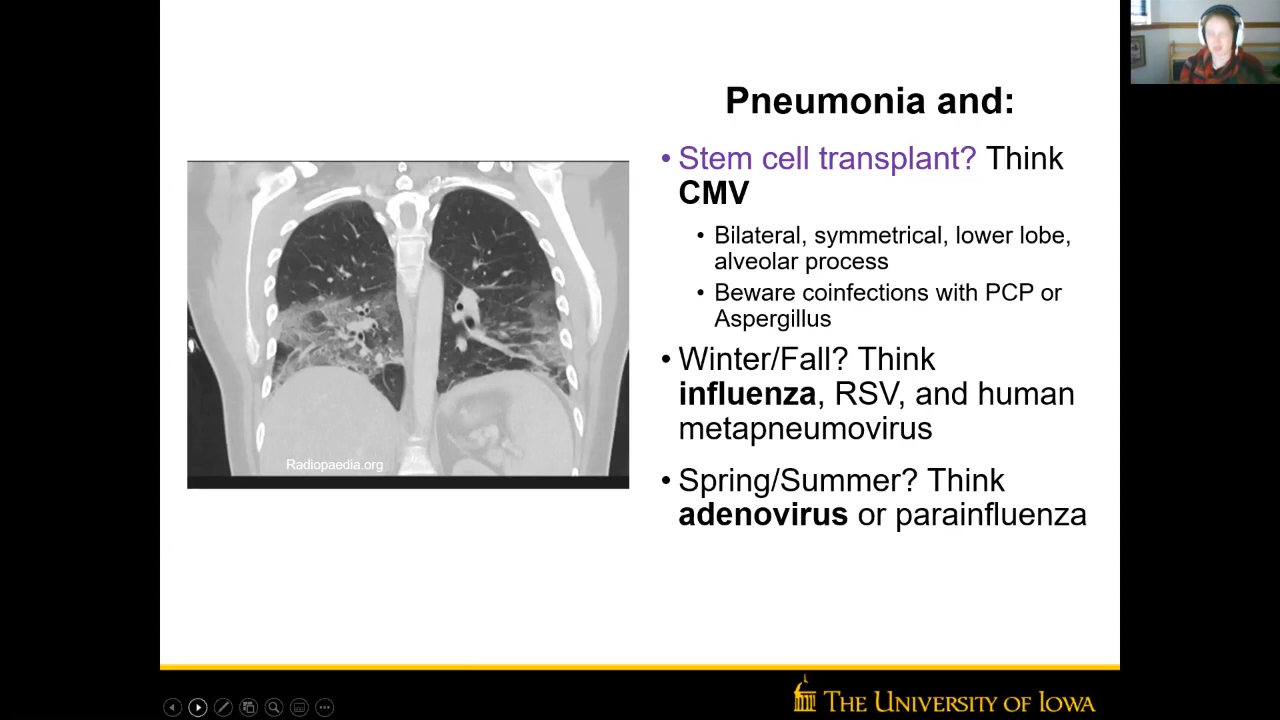 Pneumonia and:
• Stem cell transplant? Think
CMV
• Bilateral, symmetrical, lower lobe,
alveolar process
• Beware coinfections with PCP or
Aspergillus
• Winter/Fall? Think
influenza, RSV, and human
metapneumovirus
• Spring/Summer? Think
adenovirus or parainfluenza
Radiopaedia.org
THE UNIVERSITY OF IOWA